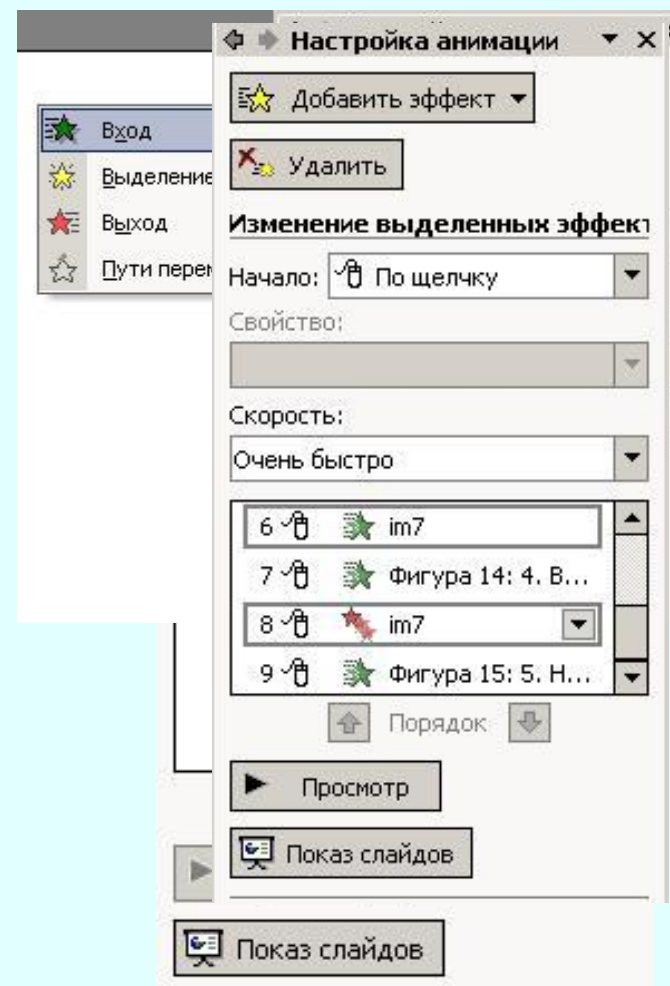 Настройка анимации
Добавить эффект
Вход
Выделение
Удалить
Выход
Изменение выделенных эффект
Пути перем
Начало: По щелчку
Свойство:
Скорость:
Очень быстро
6 im7
7 Фигура 14: 4. В...
8 im7
9 Фигура 15: 5. Н...
Порядок
Просмотр
Показ слайдов
Показ слайдов